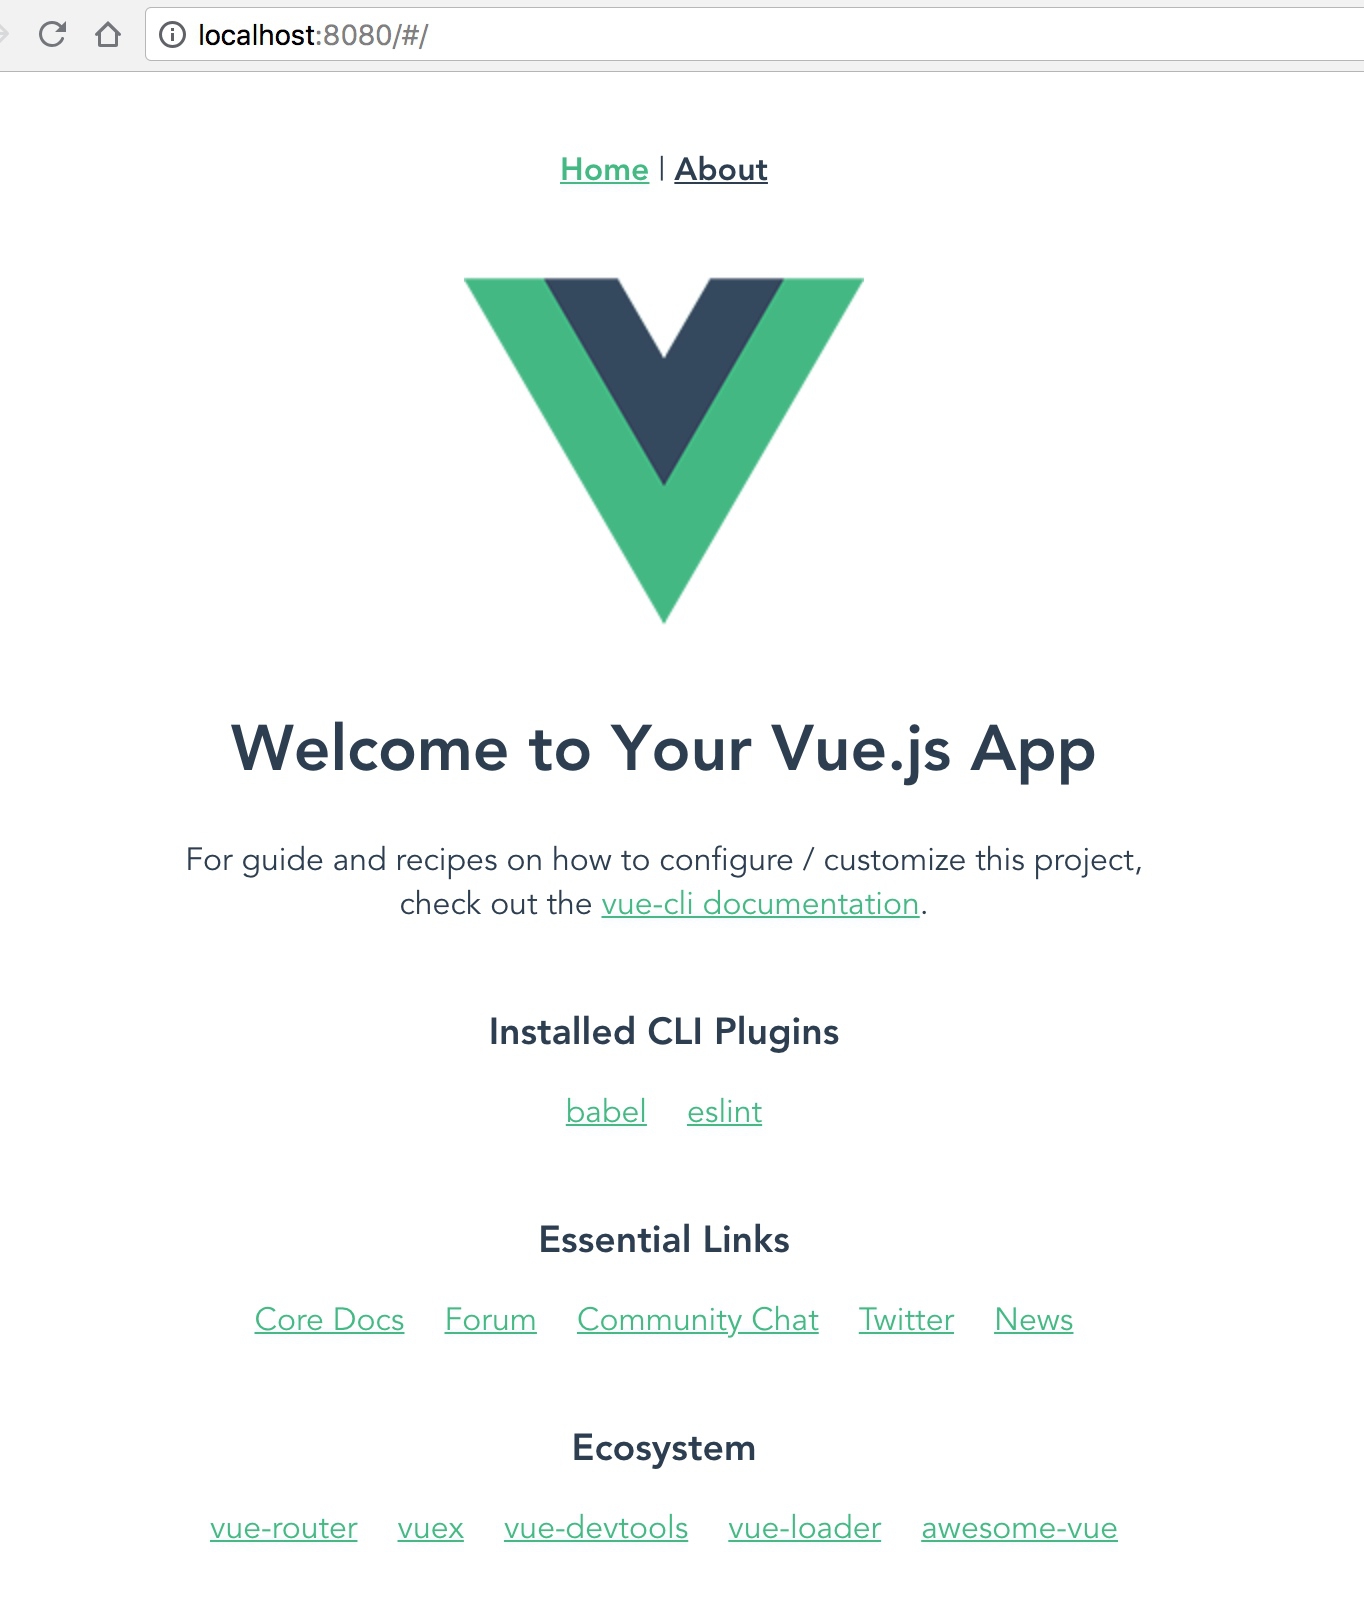 localhost:8080/#/
Home | About
Welcome to Your Vue.js App
For guide and recipes on how to configure / customize this project,
check out the vue-cli documentation.
Installed CLI Plugins
babel eslint
Essential Links
Core Docs Forum Community Chat Twitter News
Ecosystem
vue-router vuex vue-devtools vue-loader awesome-vue